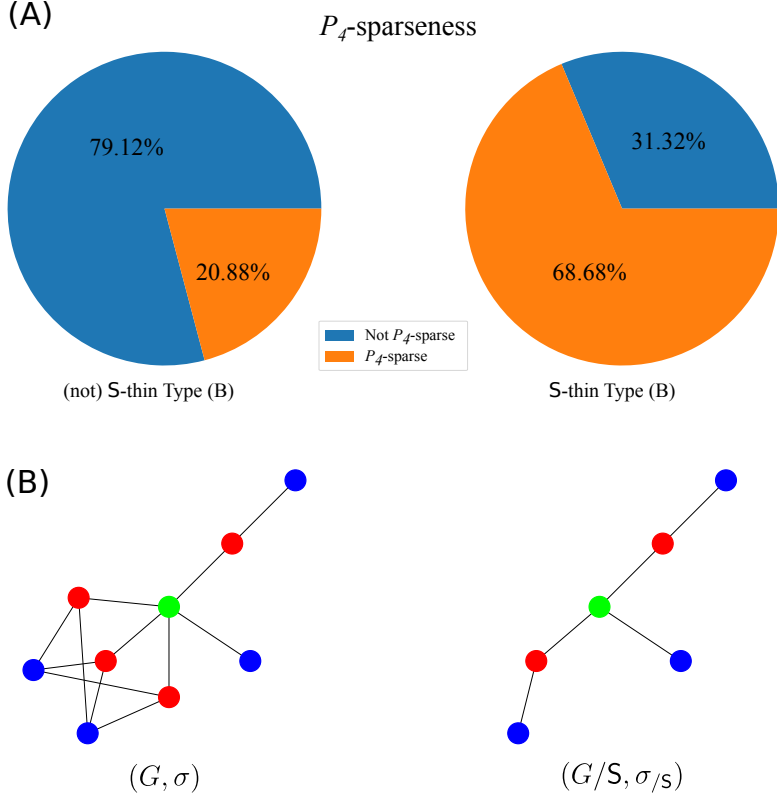 (A)
P4-sparseness
79.12%
20.88%
31.32%
68.68%
Not P4-sparse
P4-sparse
(not) S-thin Type (B)
S-thin Type (B)
(B)
(G, σ)
(G/S, σ/S)